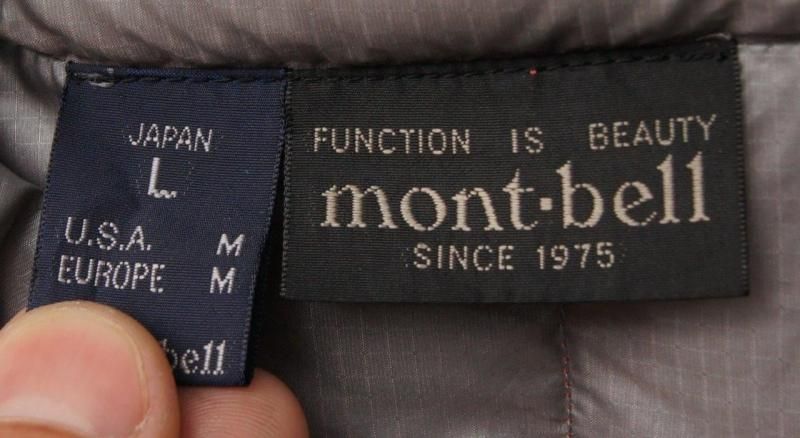 JAPAN
L
U.S.A. M
EUROPE M
bell
FUNCTION IS BEAUTY
mont·bell
SINCE 1975